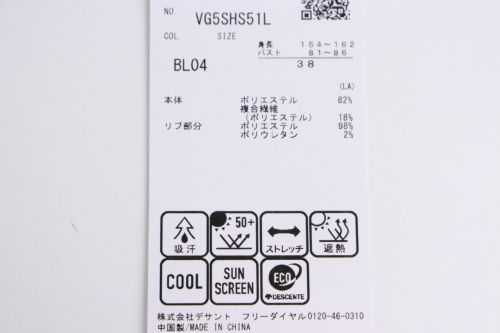 NO. VG5SHS51L
COL. SIZE
身長 154～162
バスト 81～86
BL04 38
(LA)
本体 ポリエステル 82%
複合繊維
(ポリエステル) 18%
リブ部分 ポリエステル 98%
ポリウレタン 2%
吸汗 50+ ストレッチ 遮熱
COOL SUN SCREEN ECO DESCENTE
株式会社デサント フリーダイヤル0120-46-0310
中国製/MADE IN CHINA